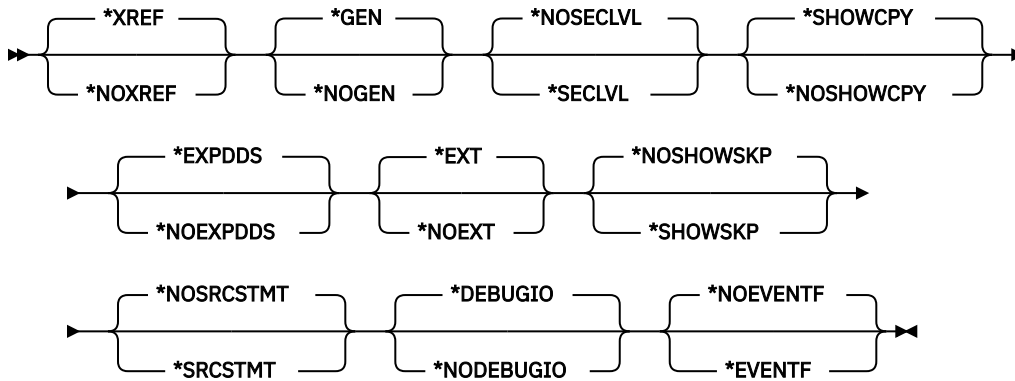 *XREF *GEN *NOSECLVL *SHOWCPY
*NOXREF *NOGEN *SECLVL *NOSHOWCPY
*EXPDDS *EXT *NOSHOWSKP
*NOEXPDDS *NOEXT *SHOWSKP
*NOSRCSTMT *DEBUGIO *NOEVENTF
*SRCSTMT *NODEBUGIO *EVENTF